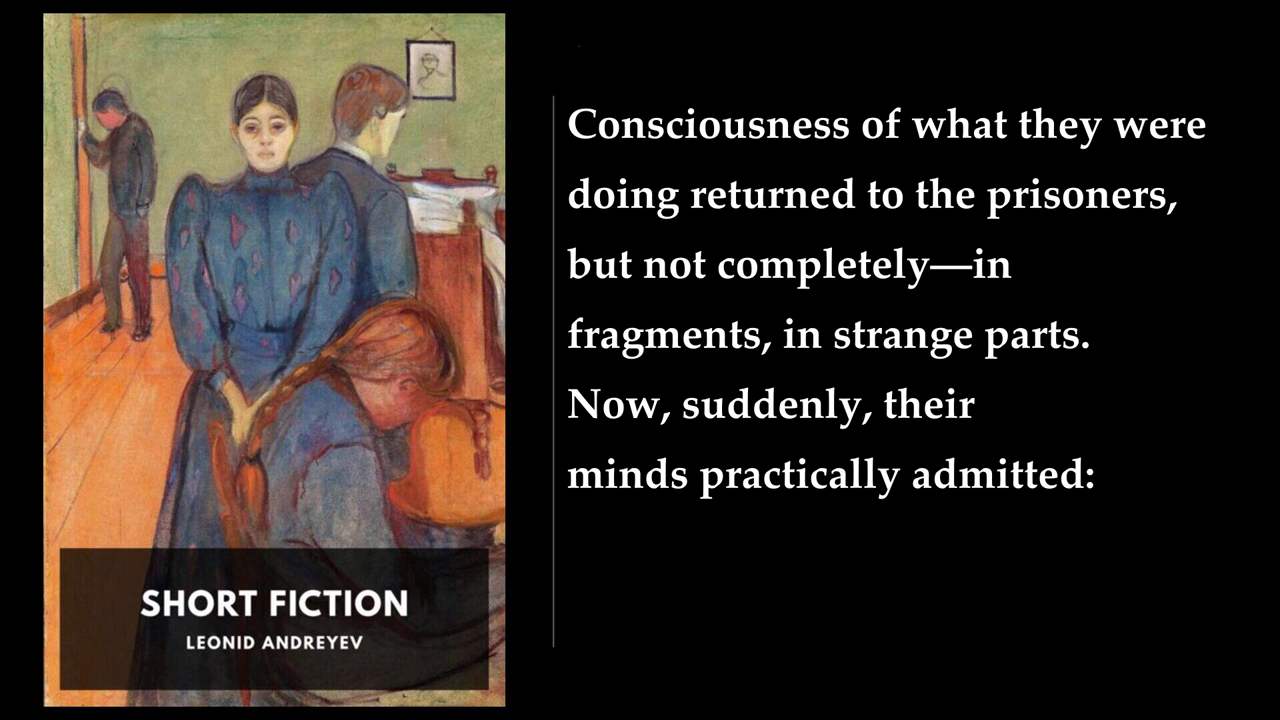 SHORT FICTION
LEONID ANDREYEV
Consciousness of what they were
doing returned to the prisoners,
but not completely—in
fragments, in strange parts.
Now, suddenly, their
minds practically admitted: